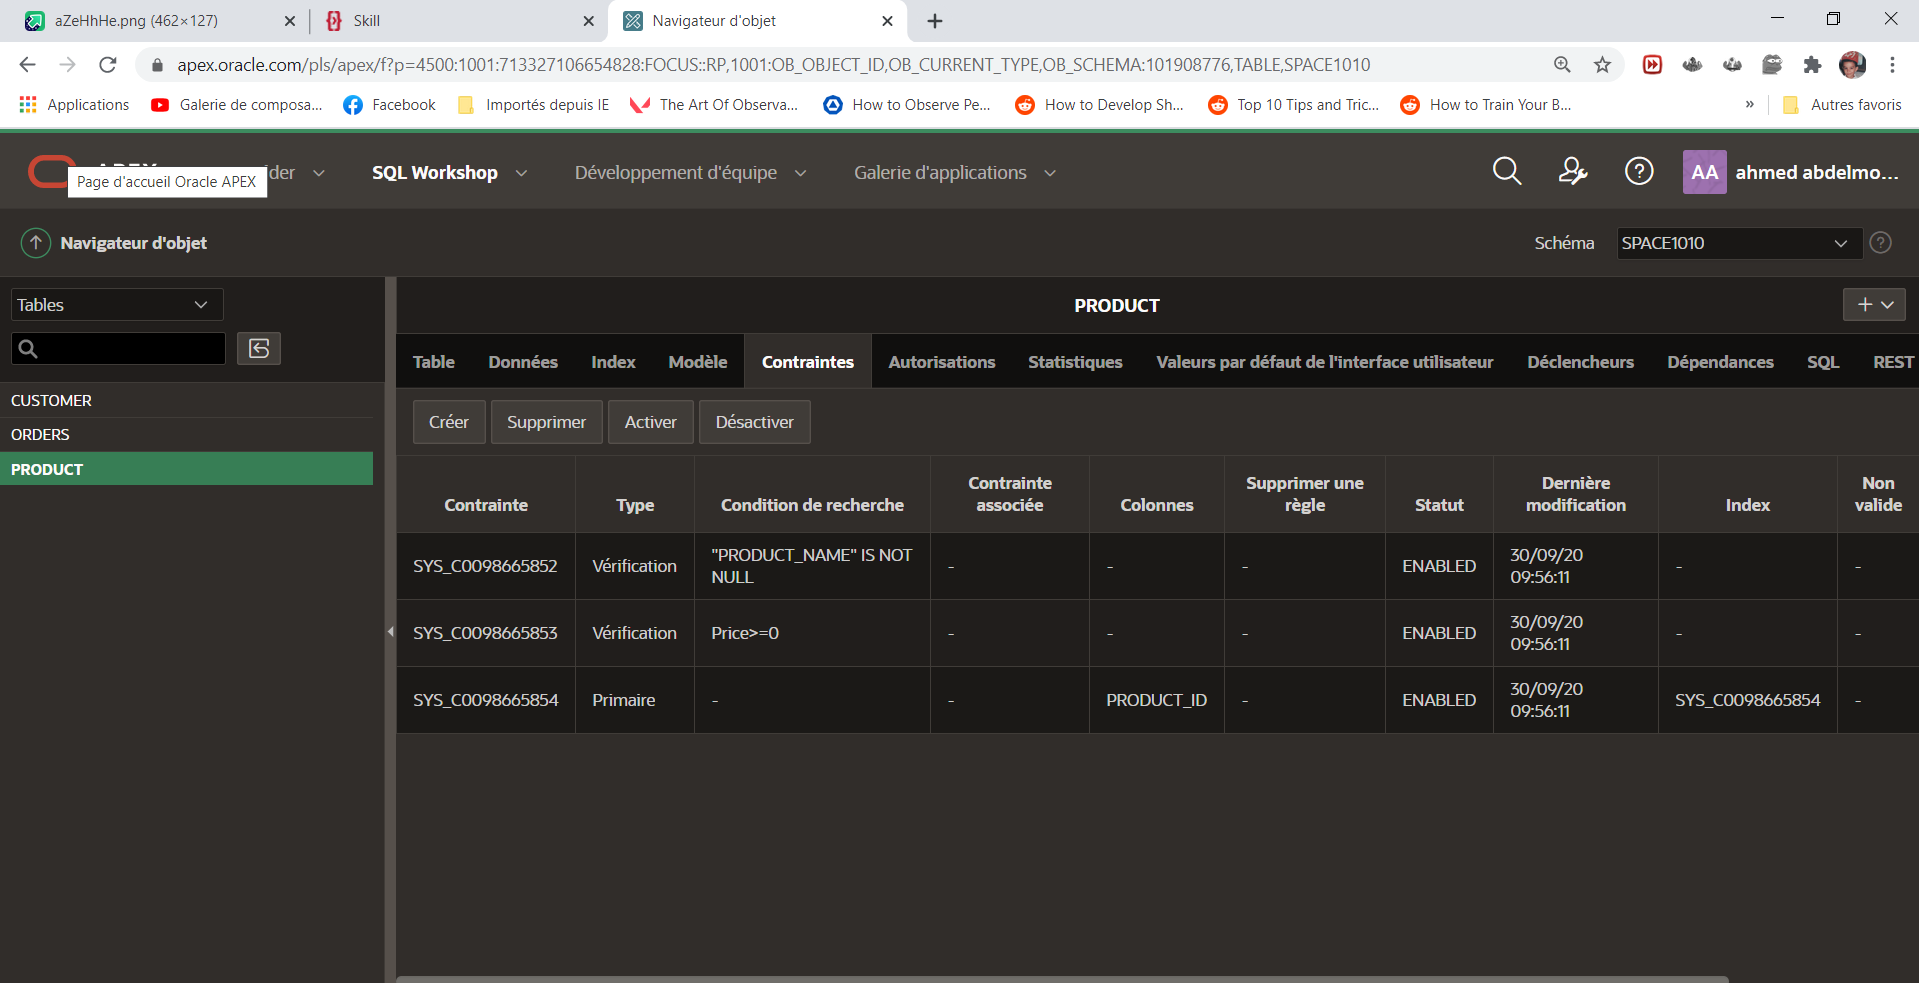 aZeHhHe.png (462×127)
Skill
Navigateur d'objet
apex.oracle.com/pls/apex/f?p=4500:1001:713327106654828:FOCUS::RP,1001:OB_OBJECT_ID,OB_CURRENT_TYPE,OB_SCHEMA:101908776,TABLE,SPACE1010
Applications
Galerie de composa...
Facebook
Importés depuis IE
The Art Of Observa...
How to Observe Pe...
How to Develop Sh...
Top 10 Tips and Tric...
How to Train Your B...
»
Autres favoris
Page d'accueil Oracle APEX
SQL Workshop
Développement d'équipe
Galerie d'applications
AA
ahmed abdelmo...
Navigateur d'objet
Schéma
SPACE1010
Tables
PRODUCT
Table
Données
Index
Modèle
Contraintes
Autorisations
Statistiques
Valeurs par défaut de l'interface utilisateur
Déclencheurs
Dépendances
SQL
REST
CUSTOMER
ORDERS
PRODUCT
Créer
Supprimer
Activer
Désactiver
Contrainte
Type
Condition de recherche
Contrainte
associée
Colonnes
Supprimer une
règle
Statut
Dernière
modification
Index
Non
valide
SYS_C0098665852
Vérification
"PRODUCT_NAME" IS NOT
NULL
-
-
-
ENABLED
30/09/20
09:56:11
-
-
SYS_C0098665853
Vérification
Price>=0
-
-
-
ENABLED
30/09/20
09:56:11
-
-
SYS_C0098665854
Primaire
-
-
PRODUCT_ID
-
ENABLED
30/09/20
09:56:11
SYS_C0098665854
-